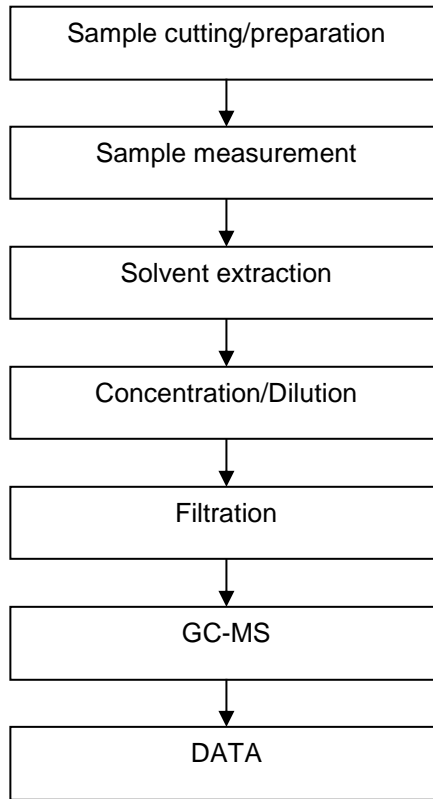 Sample cutting/preparation
Sample measurement
Solvent extraction
Concentration/Dilution
Filtration
GC-MS
DATA